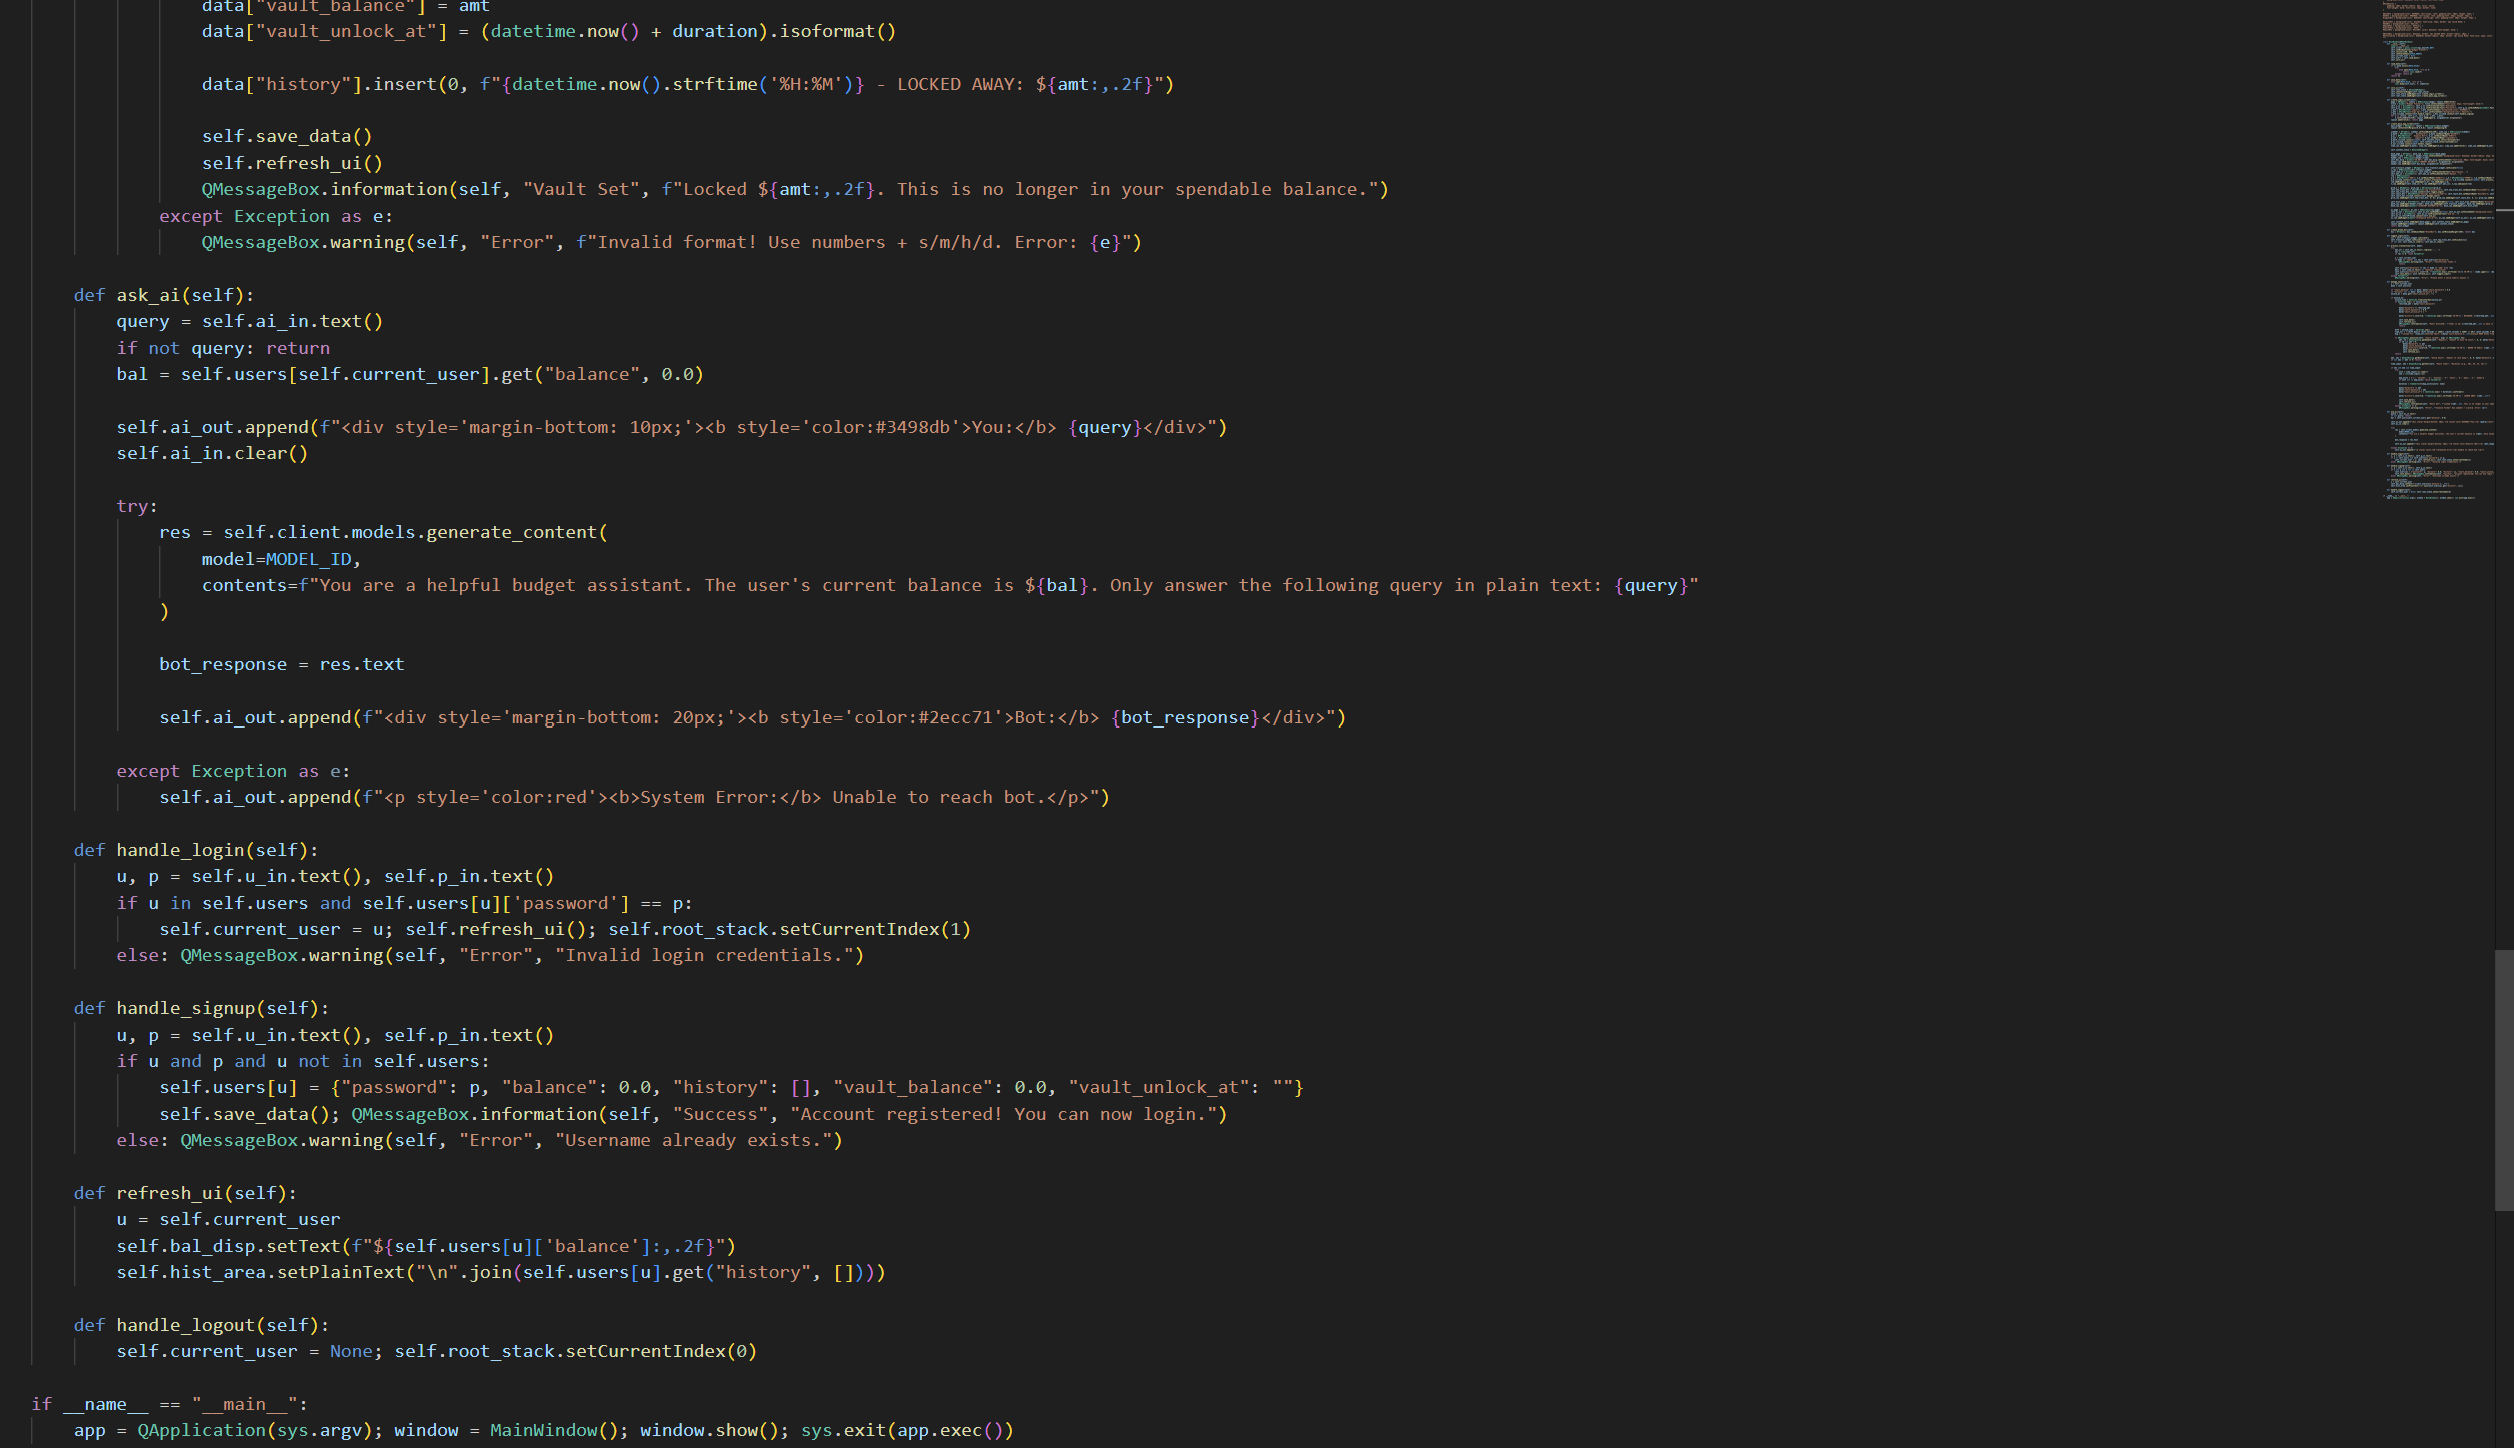 data["vault_balance"] = amt
data["vault_unlock_at"] = (datetime.now() + duration).isoformat()
data["history"].insert(0, f"{datetime.now().strftime('%H:%M')} - LOCKED AWAY: ${amt:,.2f}")
self.save_data()
self.refresh_ui()
QMessageBox.information(self, "Vault Set", f"Locked ${amt:,.2f}. This is no longer in your spendable balance.")
except Exception as e:
QMessageBox.warning(self, "Error", f"Invalid format! Use numbers + s/m/h/d. Error: {e}")
def ask_ai(self):
query = self.ai_in.text()
if not query: return
bal = self.users[self.current_user].get("balance", 0.0)
self.ai_out.append(f"<div style='margin-bottom: 10px;'><b style='color:#3498db'>You:</b> {query}</div>")
self.ai_in.clear()
try:
res = self.client.models.generate_content(
model=MODEL_ID,
contents=f"You are a helpful budget assistant. The user's current balance is ${bal}. Only answer the following query in plain text: {query}"
)
bot_response = res.text
self.ai_out.append(f"<div style='margin-bottom: 20px;'><b style='color:#2ecc71'>Bot:</b> {bot_response}</div>")
except Exception as e:
self.ai_out.append(f"<p style='color:red'><b>System Error:</b> Unable to reach bot.</p>")
def handle_login(self):
u, p = self.u_in.text(), self.p_in.text()
if u in self.users and self.users[u]['password'] == p:
self.current_user = u; self.refresh_ui(); self.root_stack.setCurrentIndex(1)
else: QMessageBox.warning(self, "Error", "Invalid login credentials.")
def handle_signup(self):
u, p = self.u_in.text(), self.p_in.text()
if u and p and u not in self.users:
self.users[u] = {"password": p, "balance": 0.0, "history": [], "vault_balance": 0.0, "vault_unlock_at": ""}
self.save_data(); QMessageBox.information(self, "Success", "Account registered! You can now login.")
else: QMessageBox.warning(self, "Error", "Username already exists.")
def refresh_ui(self):
u = self.current_user
self.bal_disp.setText(f"${self.users[u]['balance']:,.2f}")
self.hist_area.setPlainText("\n".join(self.users[u].get("history", [])))
def handle_logout(self):
self.current_user = None; self.root_stack.setCurrentIndex(0)
if __name__ == "__main__":
app = QApplication(sys.argv); window = MainWindow(); window.show(); sys.exit(app.exec())